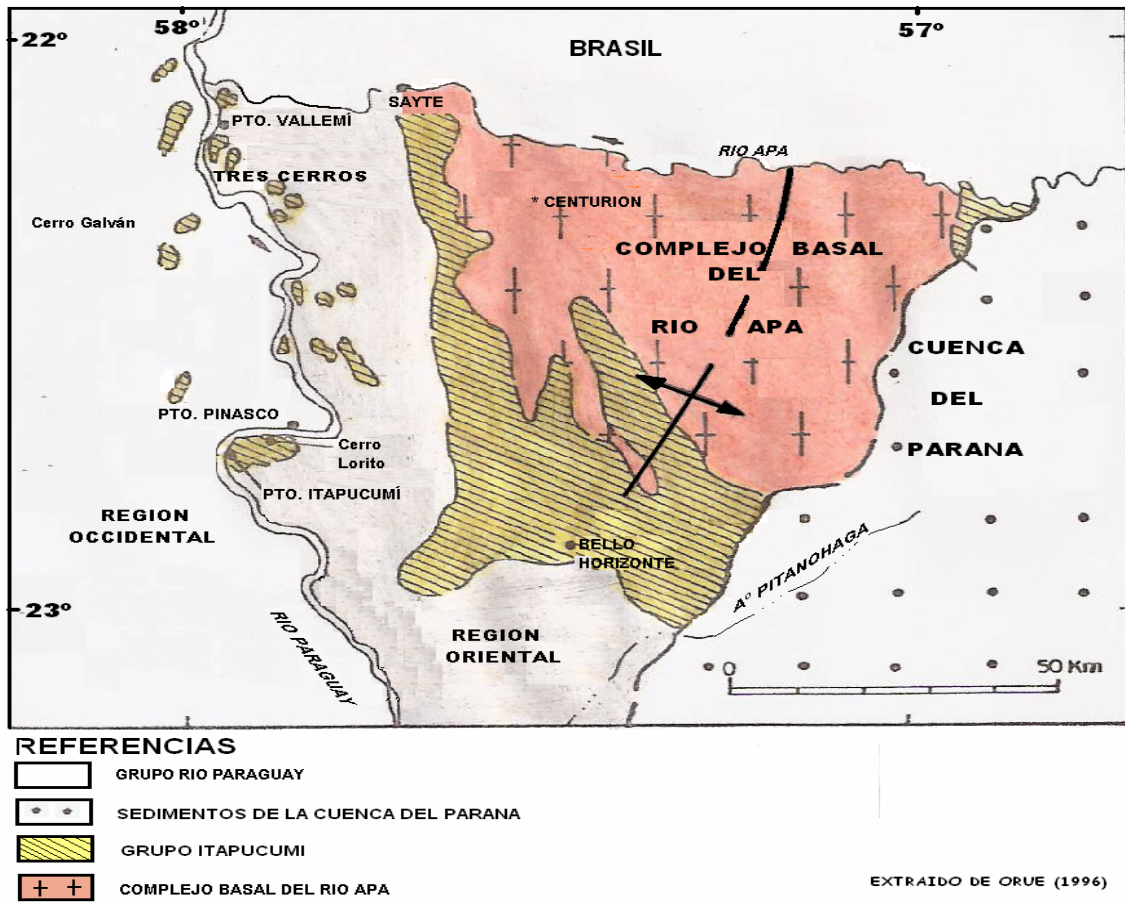 58º
57º
22º
BRASIL
SAYTE
PTO. VALLEMÍ
RIO APA
TRES CERROS
* CENTURION
Cerro Galván
COMPLEJO BASAL
DEL
RIO APA
CUENCA
DEL
PARANA
PTO. PINASCO
Cerro
Lorito
PTO. ITAPUCUMÍ
REGION
OCCIDENTAL
BELLO
HORIZONTE
Aº PITANOHAGA
23º
RIO PARAGUAY
REGION
ORIENTAL
0 50 Km
REFERENCIAS
GRUPO RIO PARAGUAY
SEDIMENTOS DE LA CUENCA DEL PARANA
GRUPO ITAPUCUMI
COMPLEJO BASAL DEL RIO APA
EXTRAIDO DE ORUE (1996)